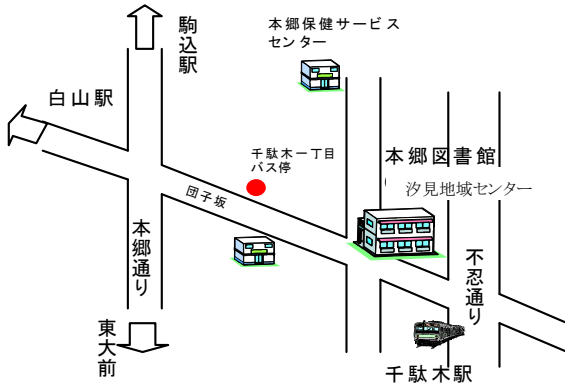 駒込駅
本郷保健サービス
センター
白山駅
千駄木一丁目
バス停
本郷図書館
(
汐見地域センター
団子坂
本郷通り
不忍通り
東大前
千駄木駅